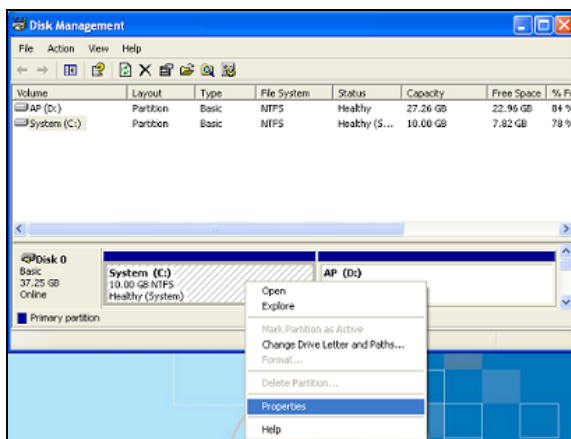 Disk Management
File Action View Help
Volume Layout Type File System Status Capacity Free Space % F
AP (D:) Partition Basic NTFS Healthy 27.26 GB 22.96 GB 84 %
System (C:) Partition Basic NTFS Healthy (S... 10.00 GB 7.82 GB 78 %
Disk 0
Basic
37.25 GB
Online
System (C:)
10.00 GB NTFS
Healthy (System)
AP (D:)
Primary partition
Open
Explore
Mark Partition as Active
Change Drive Letter and Paths...
Format...
Delete Partition...
Properties
Help